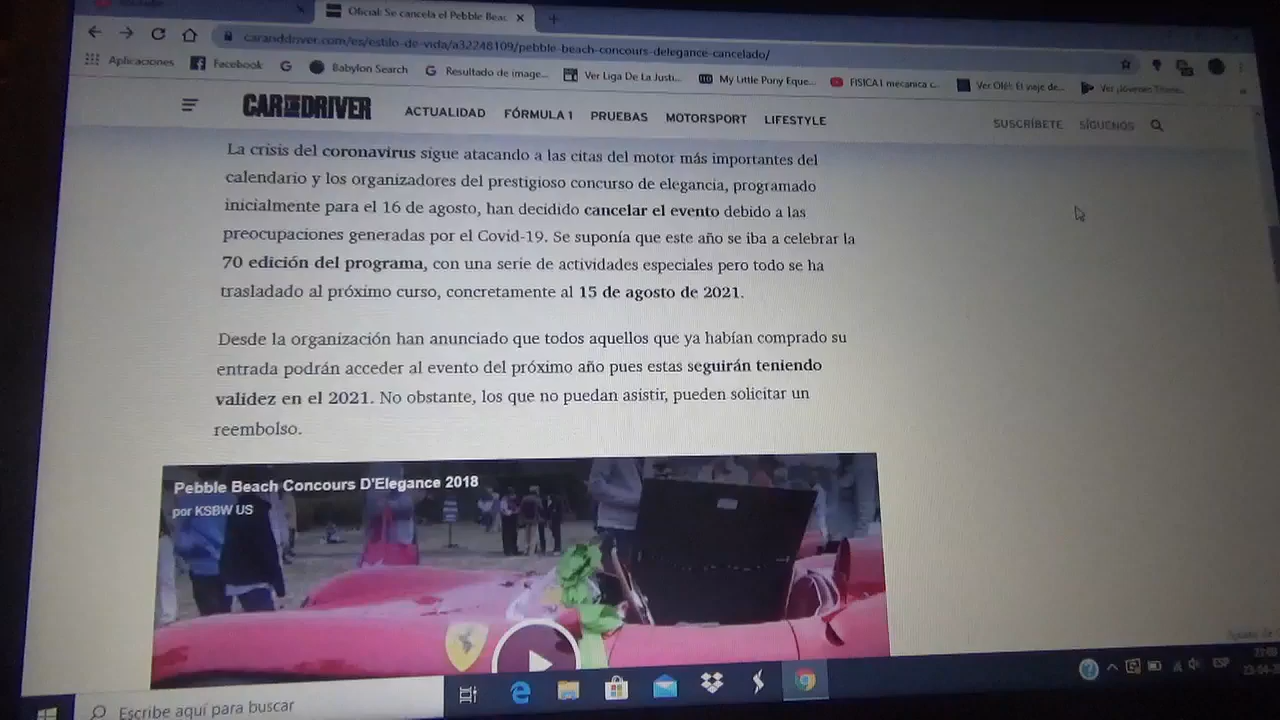 Oficial: Se cancela el Pebble Beac
caranddriver.com/es/estilo-de-vida/a32248109/pebble-beach-concours-delegance-cancelado/
Aplicaciones Facebook Babylon Search Resultado de image... Ver Liga De La Justi... My Little Pony Eque... FISICA I mecanica c... Ver Olé! El viaje de... Ver ¡Jóvenes Titane...
CAR AND DRIVER ACTUALIDAD FÓRMULA 1 PRUEBAS MOTORSPORT LIFESTYLE SUSCRÍBETE SÍGUENOS
La crisis del coronavirus sigue atacando a las citas del motor más importantes del
calendario y los organizadores del prestigioso concurso de elegancia, programado
inicialmente para el 16 de agosto, han decidido cancelar el evento debido a las
preocupaciones generadas por el Covid-19. Se suponía que este año se iba a celebrar la
70 edición del programa, con una serie de actividades especiales pero todo se ha
trasladado al próximo curso, concretamente al 15 de agosto de 2021.
Desde la organización han anunciado que todos aquellos que ya habían comprado su
entrada podrán acceder al evento del próximo año pues estas seguirán teniendo
validez en el 2021. No obstante, los que no puedan asistir, pueden solicitar un
reembolso.
Pebble Beach Concours D'Elegance 2018
por KSBW US
ESP
Escribe aquí para buscar